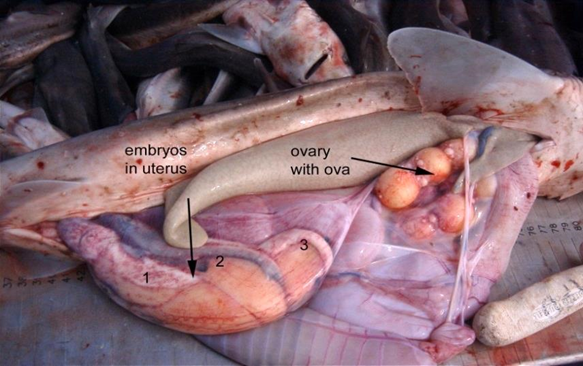 embryos
in uterus
ovary
with ova
1
2
3